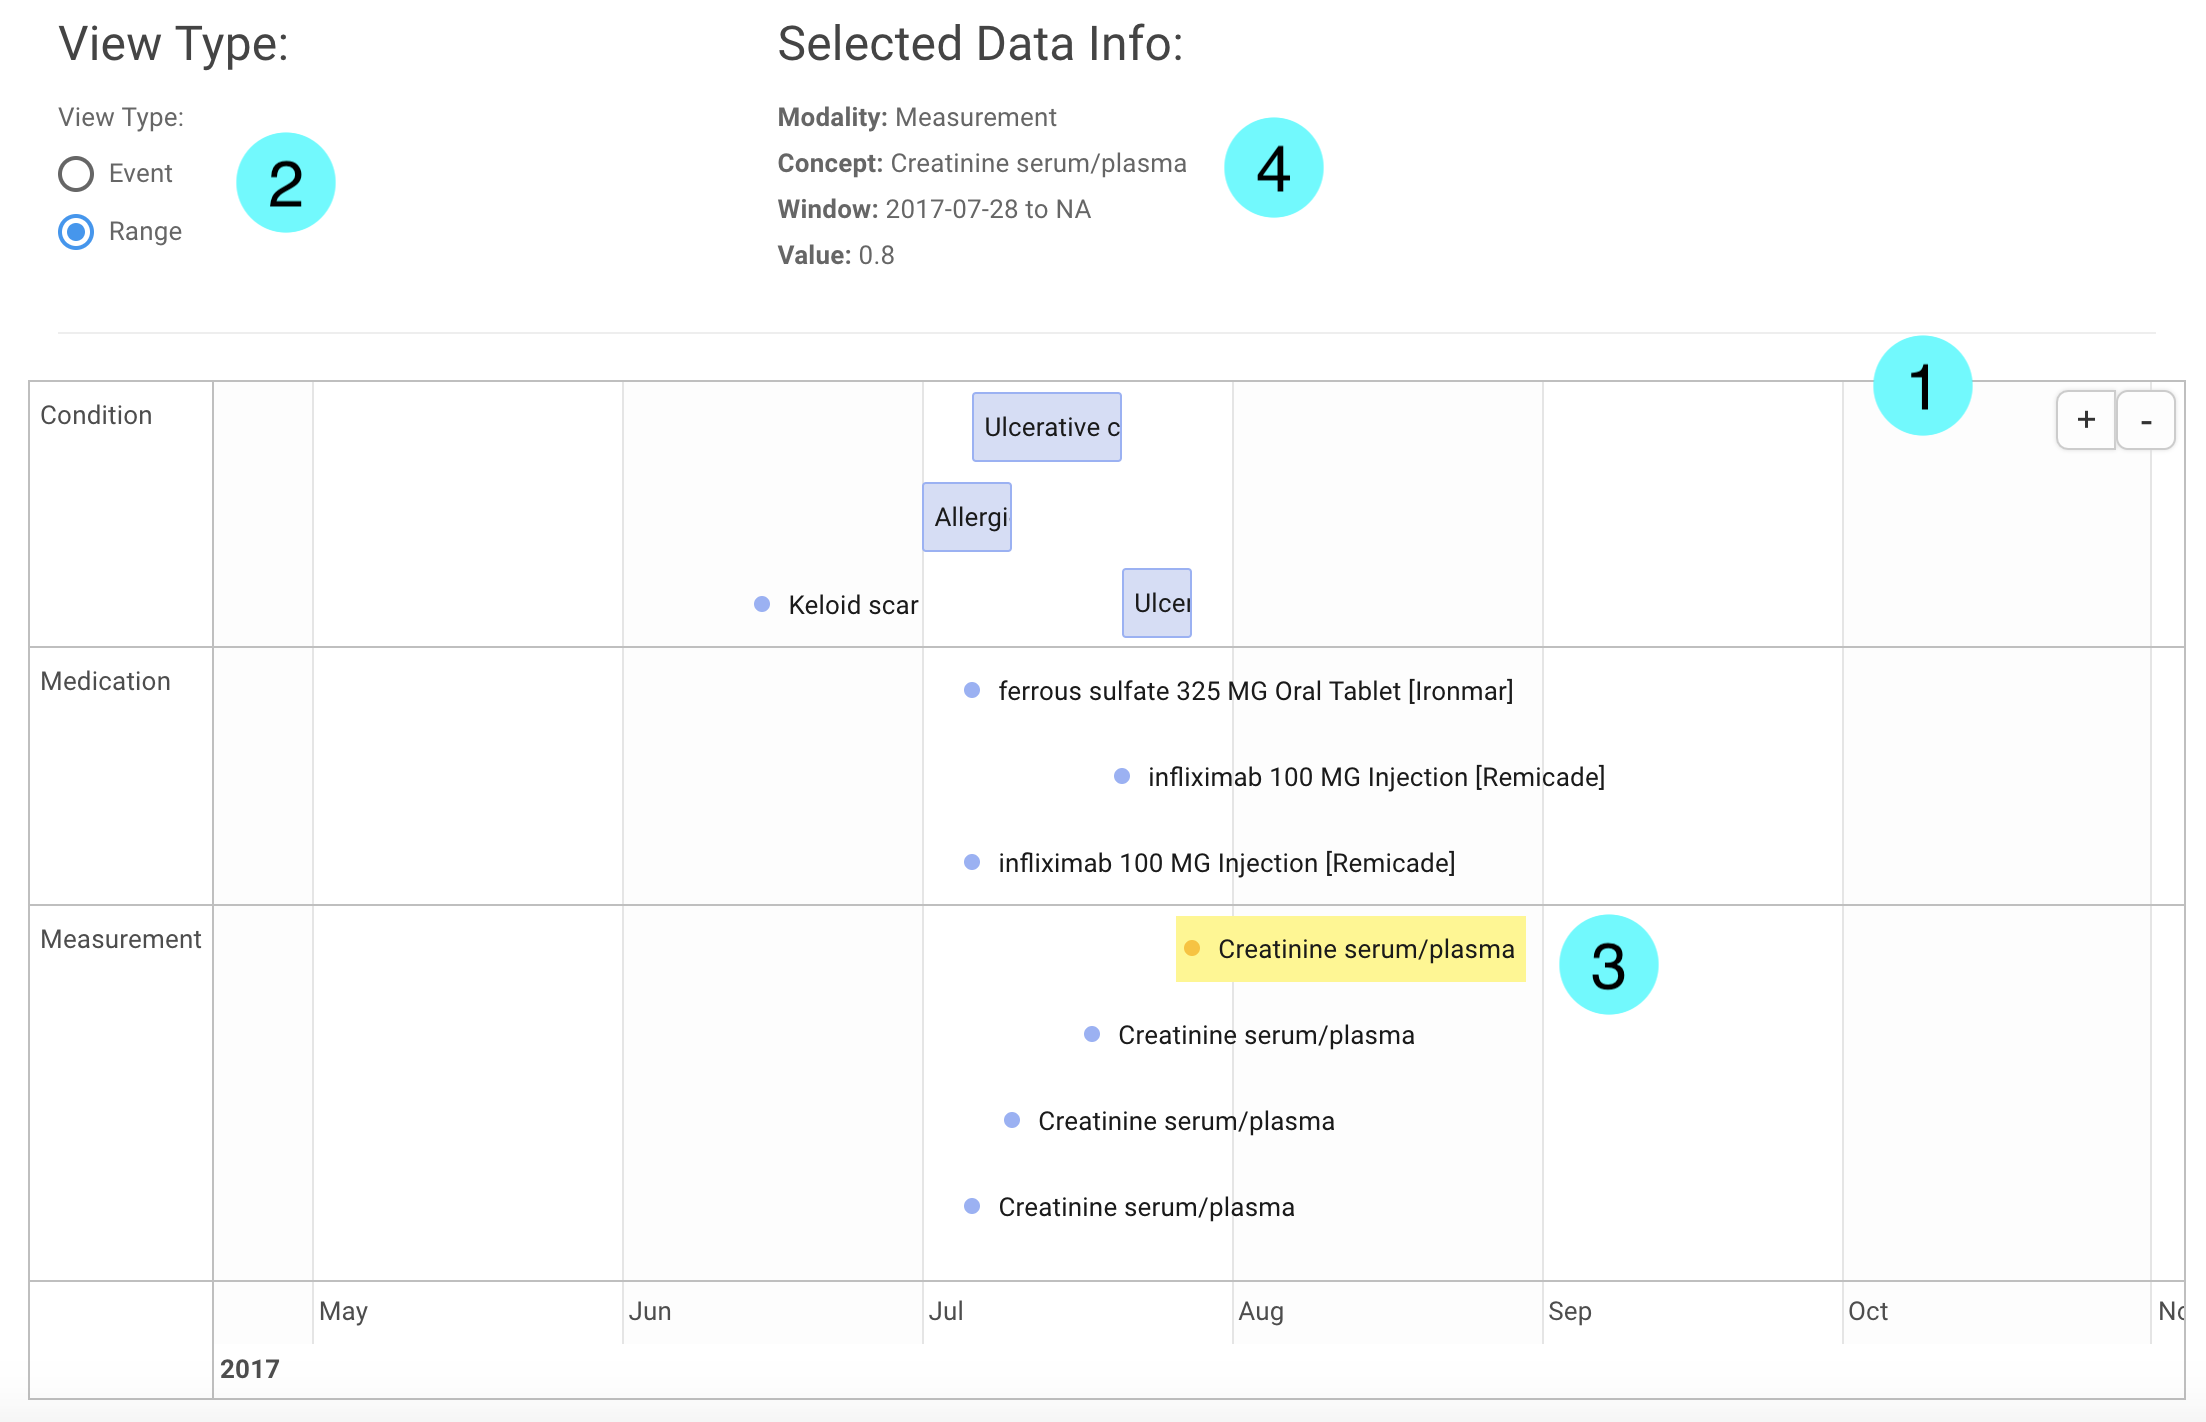 View Type:
View Type:
Event
Range
2
Selected Data Info:
Modality: Measurement
Concept: Creatinine serum/plasma
Window: 2017-07-28 to NA
Value: 0.8
4
1
+ -
Condition
Ulcerative c
Allergi
Keloid scar
Ulcer
Medication
ferrous sulfate 325 MG Oral Tablet [Ironmar]
infliximab 100 MG Injection [Remicade]
infliximab 100 MG Injection [Remicade]
Measurement
Creatinine serum/plasma
3
Creatinine serum/plasma
Creatinine serum/plasma
Creatinine serum/plasma
May Jun Jul Aug Sep Oct No
2017